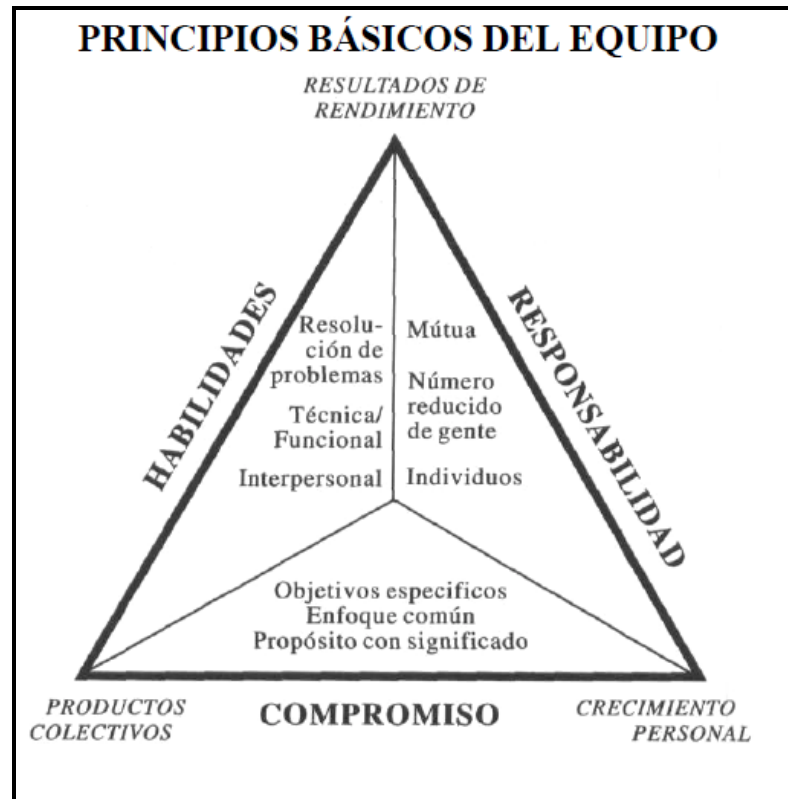 PRINCIPIOS BÁSICOS DEL EQUIPO
RESULTADOS DE
RENDIMIENTO
HABILIDADES
Resolu-
ción de
problemas
Técnica/
Funcional
Interpersonal
Mútua
Número
reducido
de gente
Individuos
RESPONSABILIDAD
Objetivos específicos
Enfoque común
Propósito con significado
PRODUCTOS
COLECTIVOS
COMPROMISO
CRECIMIENTO
PERSONAL